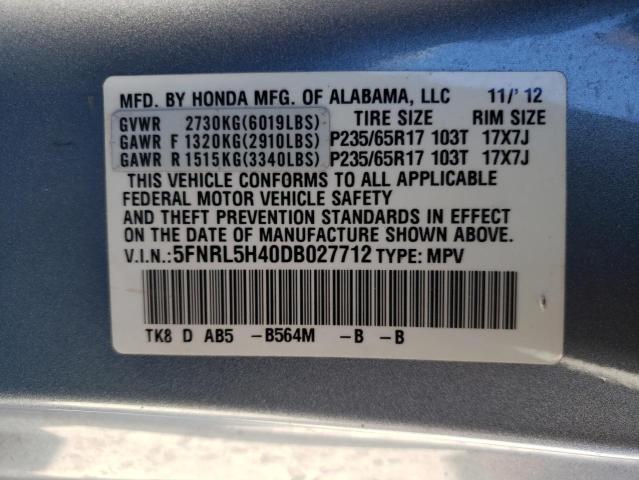 MFD. BY HONDA MFG. OF ALABAMA, LLC 11/' 12
TIRE SIZE RIM SIZE
GVWR 2730KG(6019LBS)
GAWR F 1320KG(2910LBS) P235/65R17 103T 17X7J
GAWR R 1515KG(3340LBS) P235/65R17 103T 17X7J
THIS VEHICLE CONFORMS TO ALL APPLICABLE
FEDERAL MOTOR VEHICLE SAFETY
AND THEFT PREVENTION STANDARDS IN EFFECT
ON THE DATE OF MANUFACTURE SHOWN ABOVE.
V.I.N.: 5FNRL5H40DB027712 TYPE: MPV
TK8 D AB5 -B564M -B -B